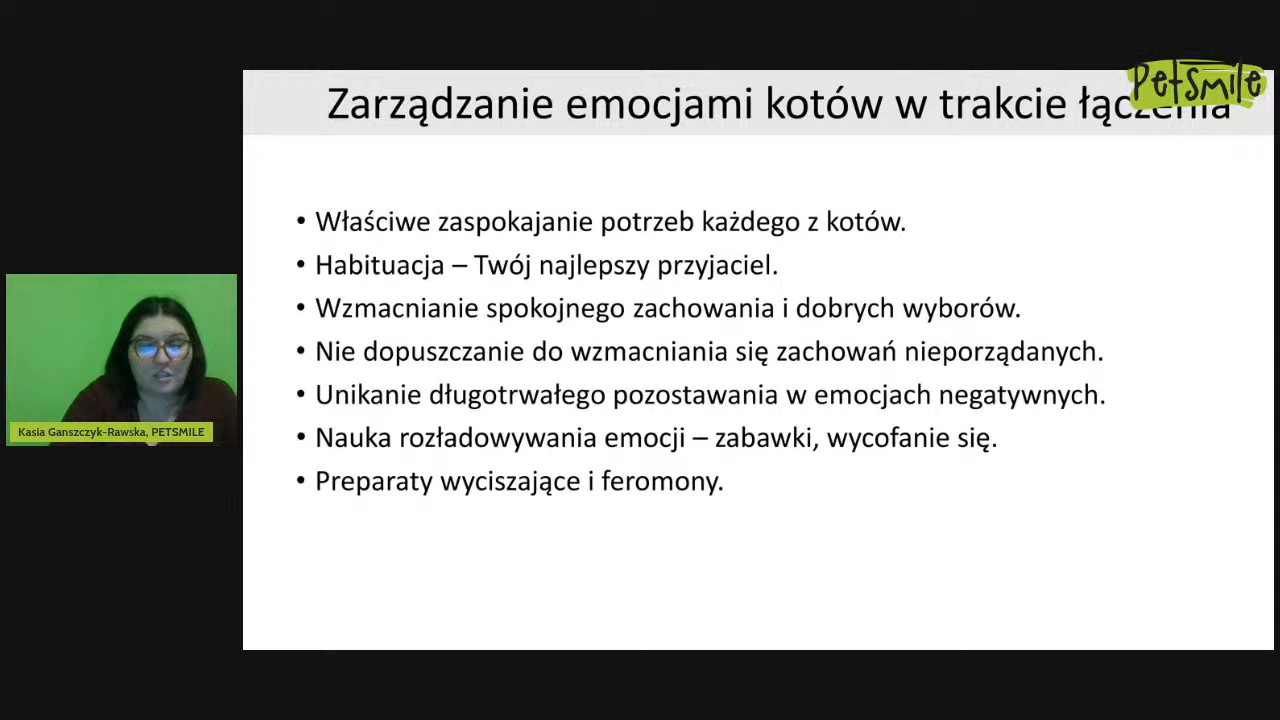 PetSmile
Zarządzanie emocjami kotów w trakcie łączenia
• Właściwe zaspokajanie potrzeb każdego z kotów.
• Habituacja – Twój najlepszy przyjaciel.
• Wzmacnianie spokojnego zachowania i dobrych wyborów.
• Nie dopuszczanie do wzmacniania się zachowań nieporządanych.
• Unikanie długotrwałego pozostawania w emocjach negatywnych.
• Nauka rozładowywania emocji – zabawki, wycofanie się.
• Preparaty wyciszające i feromony.
Kasia Ganszczyk-Rawska, PETSMILE